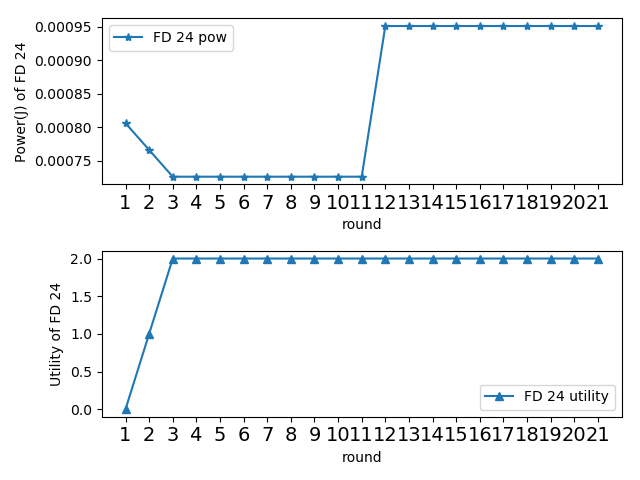 0.00095
0.00090
0.00085
0.00080
0.00075
Power(J) of FD 24
FD 24 pow
1 2 3 4 5 6 7 8 9 10 11 12 13 14 15 16 17 18 19 20 21
round
2.0
1.5
1.0
0.5
0.0
Utility of FD 24
FD 24 utility
1 2 3 4 5 6 7 8 9 10 11 12 13 14 15 16 17 18 19 20 21
round